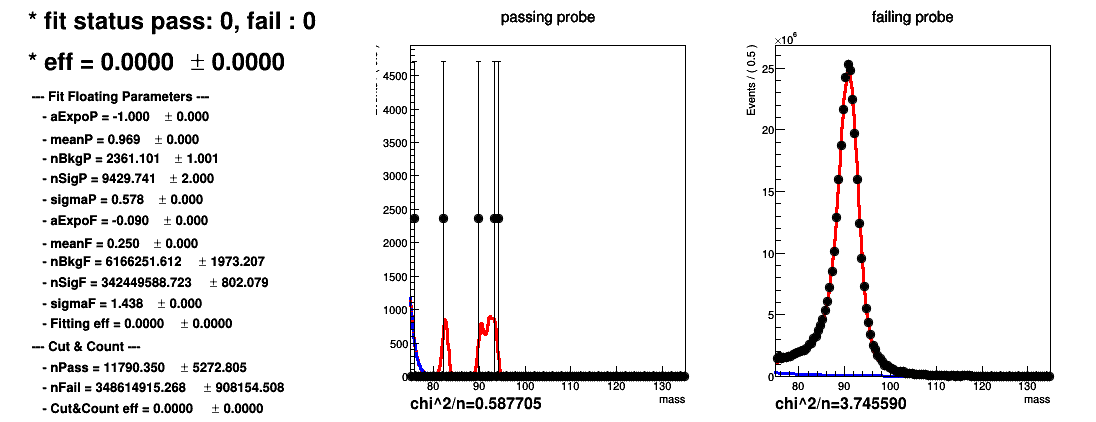 * fit status pass: 0, fail : 0
* eff = 0.0000 ± 0.0000
--- Fit Floating Parameters ---
- aExpoP = -1.000 ± 0.000
- meanP = 0.969 ± 0.000
- nBkgP = 2361.101 ± 1.001
- nSigP = 9429.741 ± 2.000
- sigmaP = 0.578 ± 0.000
- aExpoF = -0.090 ± 0.000
- meanF = 0.250 ± 0.000
- nBkgF = 6166251.612 ± 1973.207
- nSigF = 342449588.723 ± 802.079
- sigmaF = 1.438 ± 0.000
- Fitting eff = 0.0000 ± 0.0000
--- Cut & Count ---
- nPass = 11790.350 ± 5272.805
- nFail = 348614915.268 ± 908154.508
- Cut&Count eff = 0.0000 ± 0.0000
passing probe
4500
4000
3500
3000
2500
2000
1500
1000
500
0
80 90 100 110 120 130
mass
chi^2/n=0.587705
failing probe
×10^6
Events / ( 0.5 )
25
20
15
10
5
0
80 90 100 110 120 130
mass
chi^2/n=3.745590